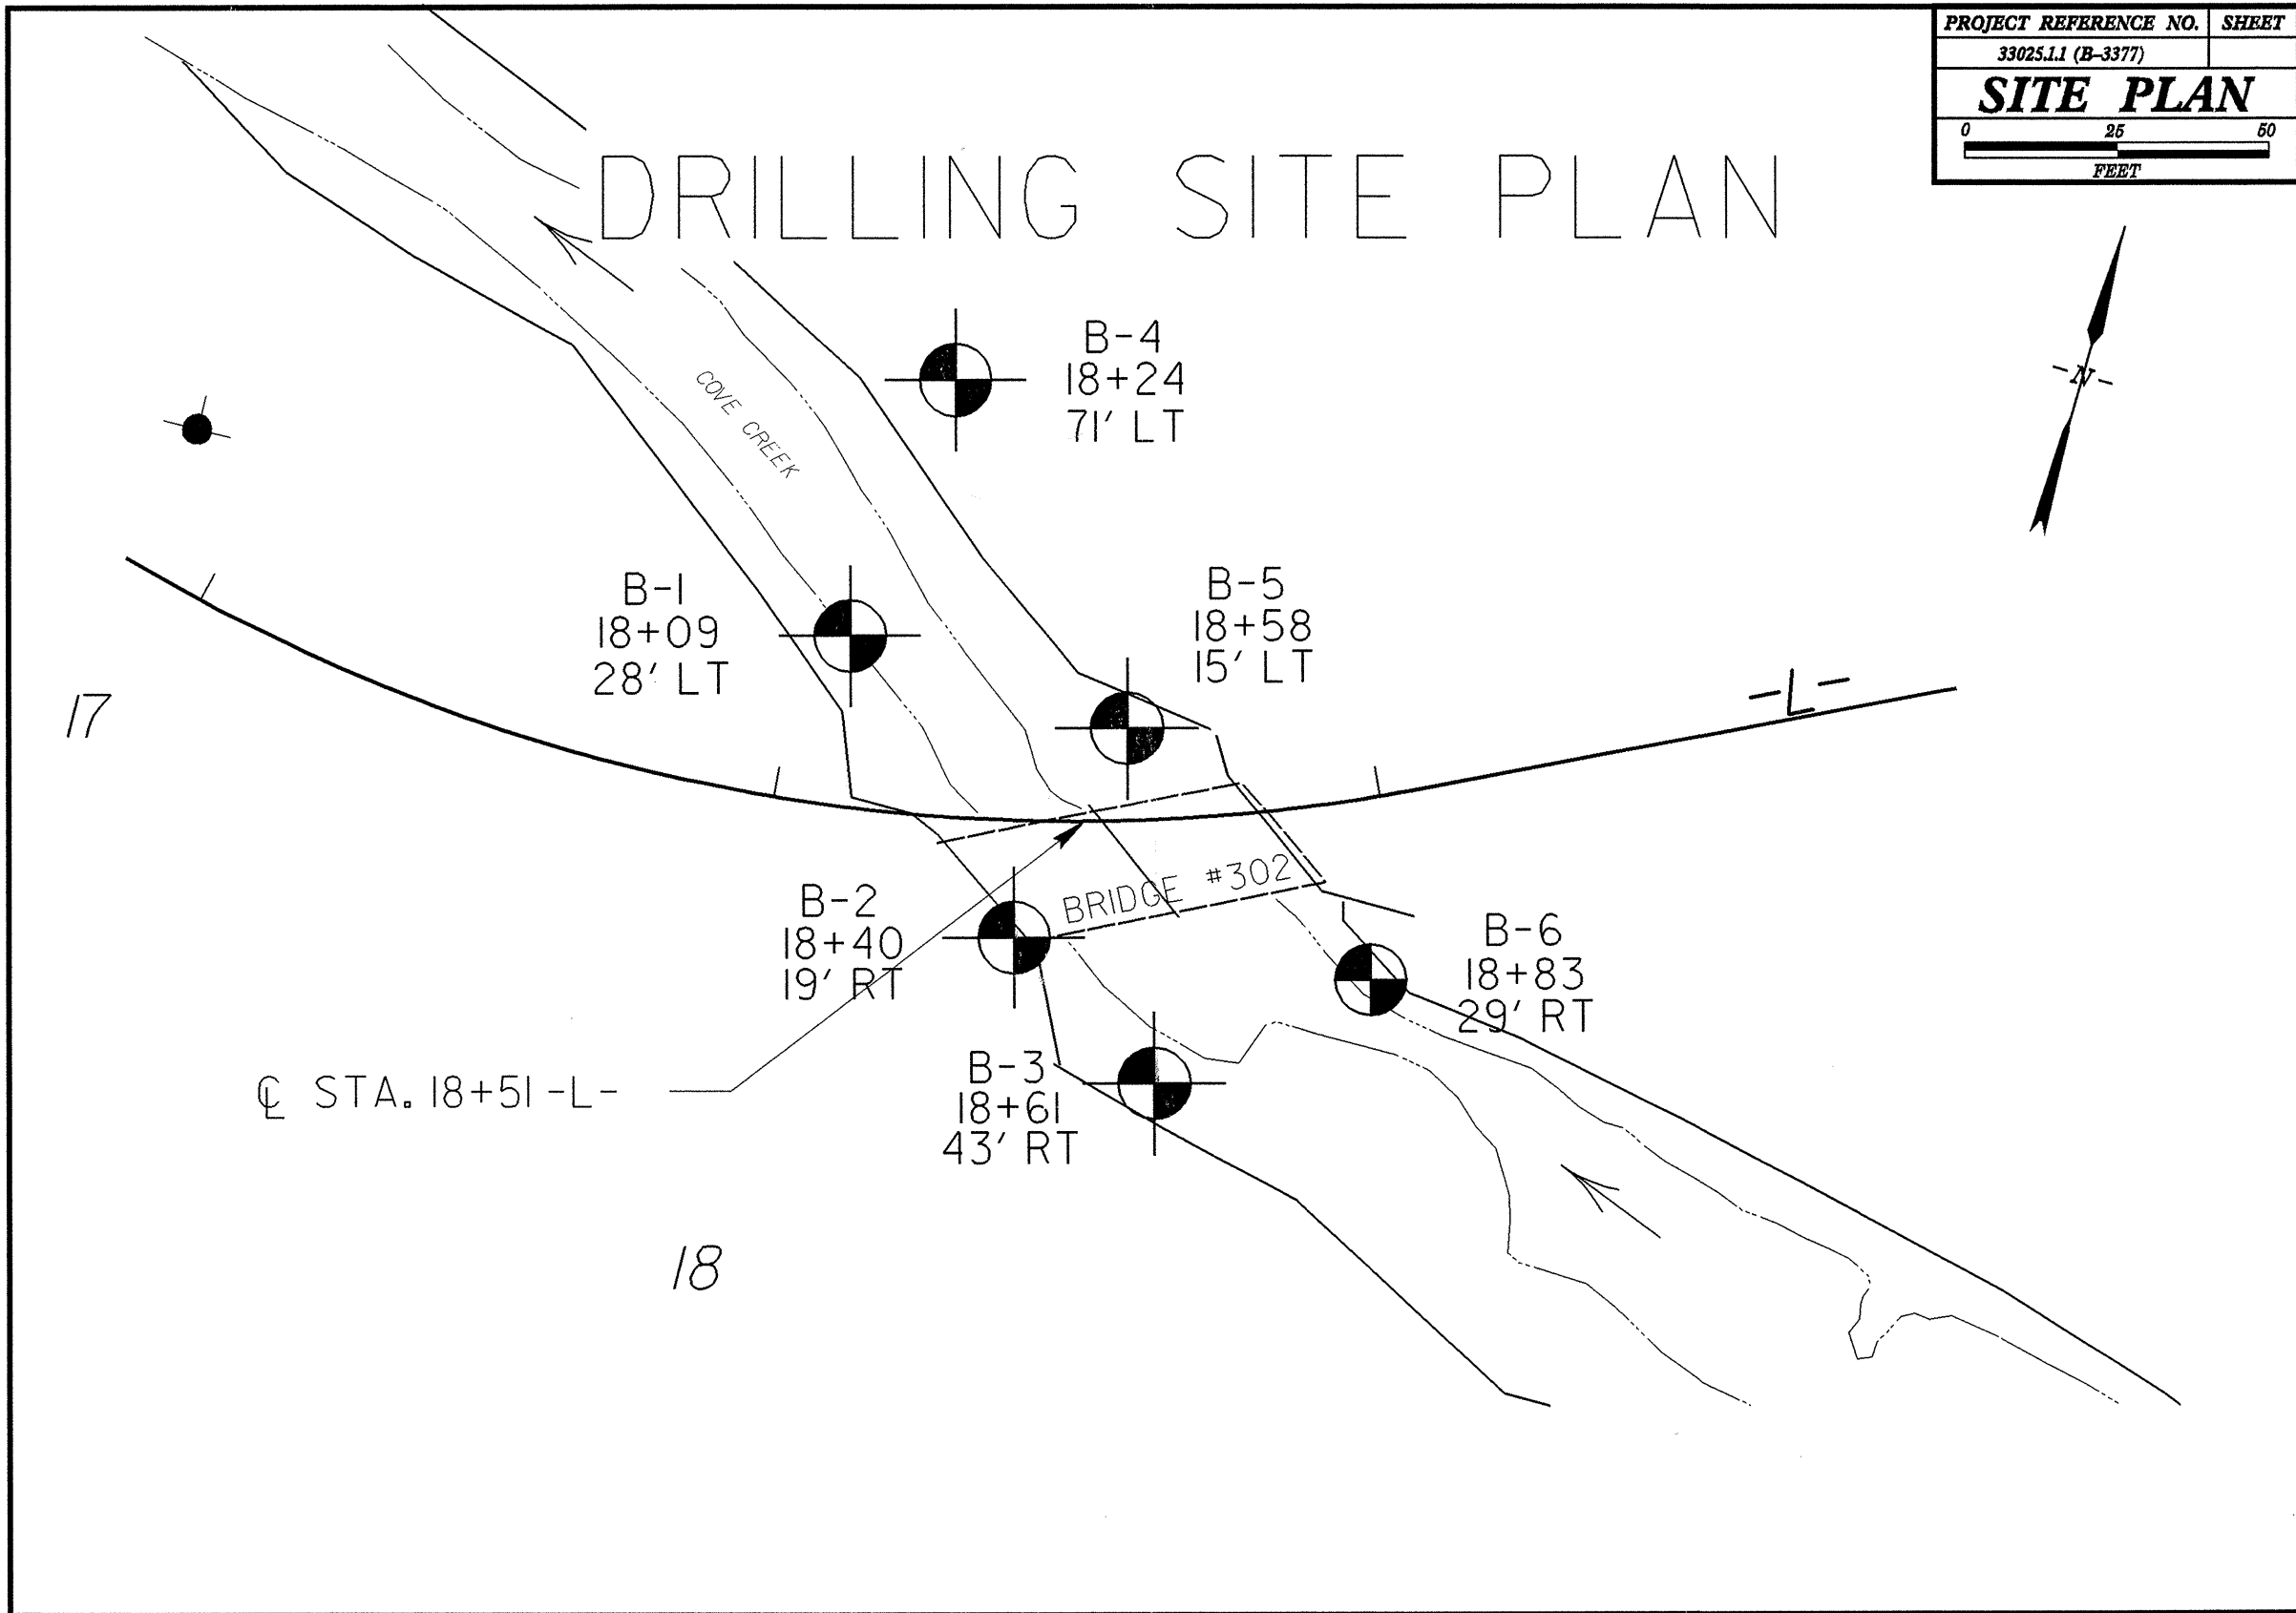 PROJECT REFERENCE NO. SHEET
33025.1.1 (B-3377)
SITE PLAN
0 25 50
FEET
DRILLING SITE PLAN
B-4
18+24
71' LT
-N-
COVE CREEK
B-1
18+09
28' LT
B-5
18+58
15' LT
17
-L-
BRIDGE #302
B-2
18+40
19' RT
B-6
18+83
29' RT
B-3
18+61
43' RT
℄ STA. 18+51 -L-
18